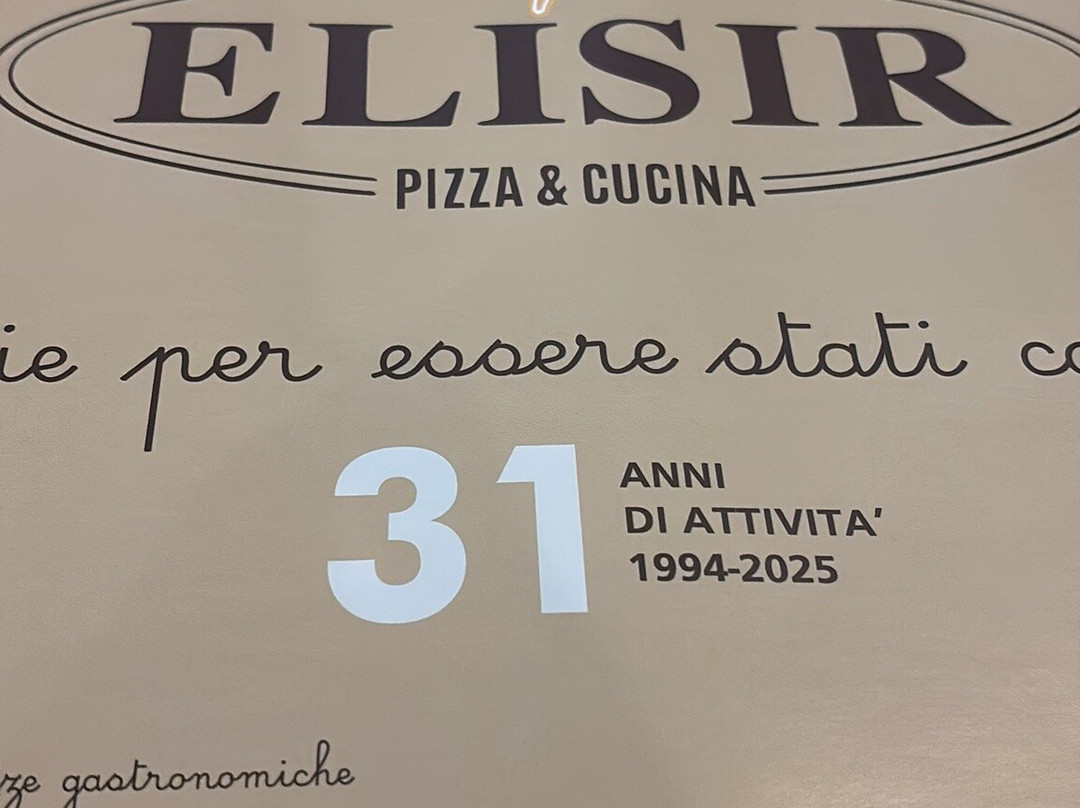 ELISIR
PIZZA & CUCINA
per essere stati
31 ANNI
DI ATTIVITA'
1994-2025
gastronomiche